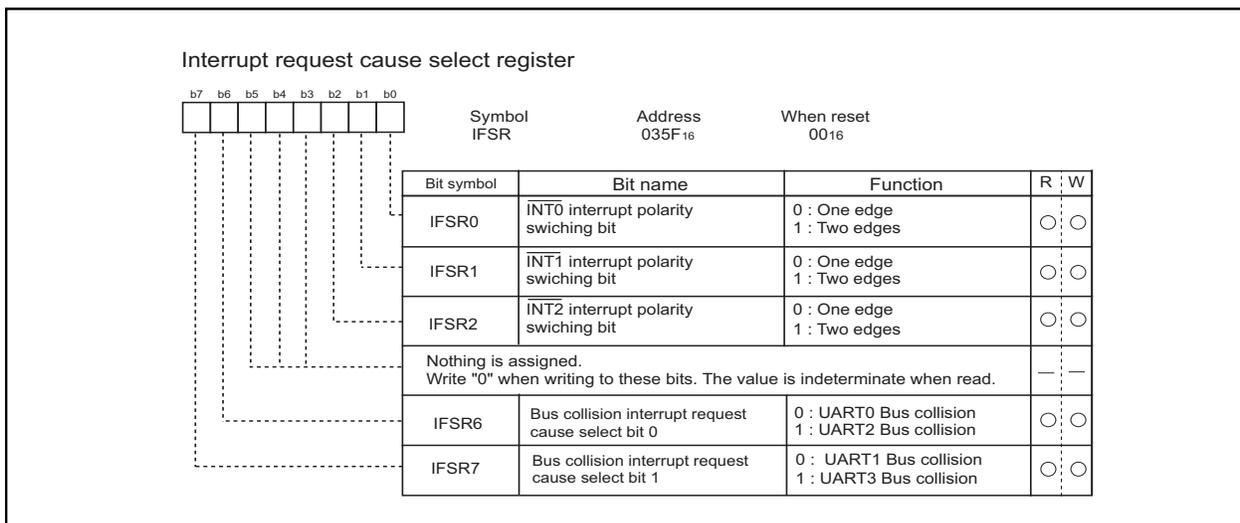 Interrupt request cause select register
b7 b6 b5 b4 b3 b2 b1 b0
Symbol Address When reset
IFSR 035F16 0016
Bit symbol Bit name Function R W
IFSR0 INT0 interrupt polarity swiching bit 0 : One edge
1 : Two edges
IFSR1 INT1 interrupt polarity swiching bit 0 : One edge
1 : Two edges
IFSR2 INT2 interrupt polarity swiching bit 0 : One edge
1 : Two edges
Nothing is assigned.
Write "0" when writing to these bits. The value is indeterminate when read. — —
IFSR6 Bus collision interrupt request cause select bit 0 0 : UART0 Bus collision
1 : UART2 Bus collision
IFSR7 Bus collision interrupt request cause select bit 1 0 : UART1 Bus collision
1 : UART3 Bus collision